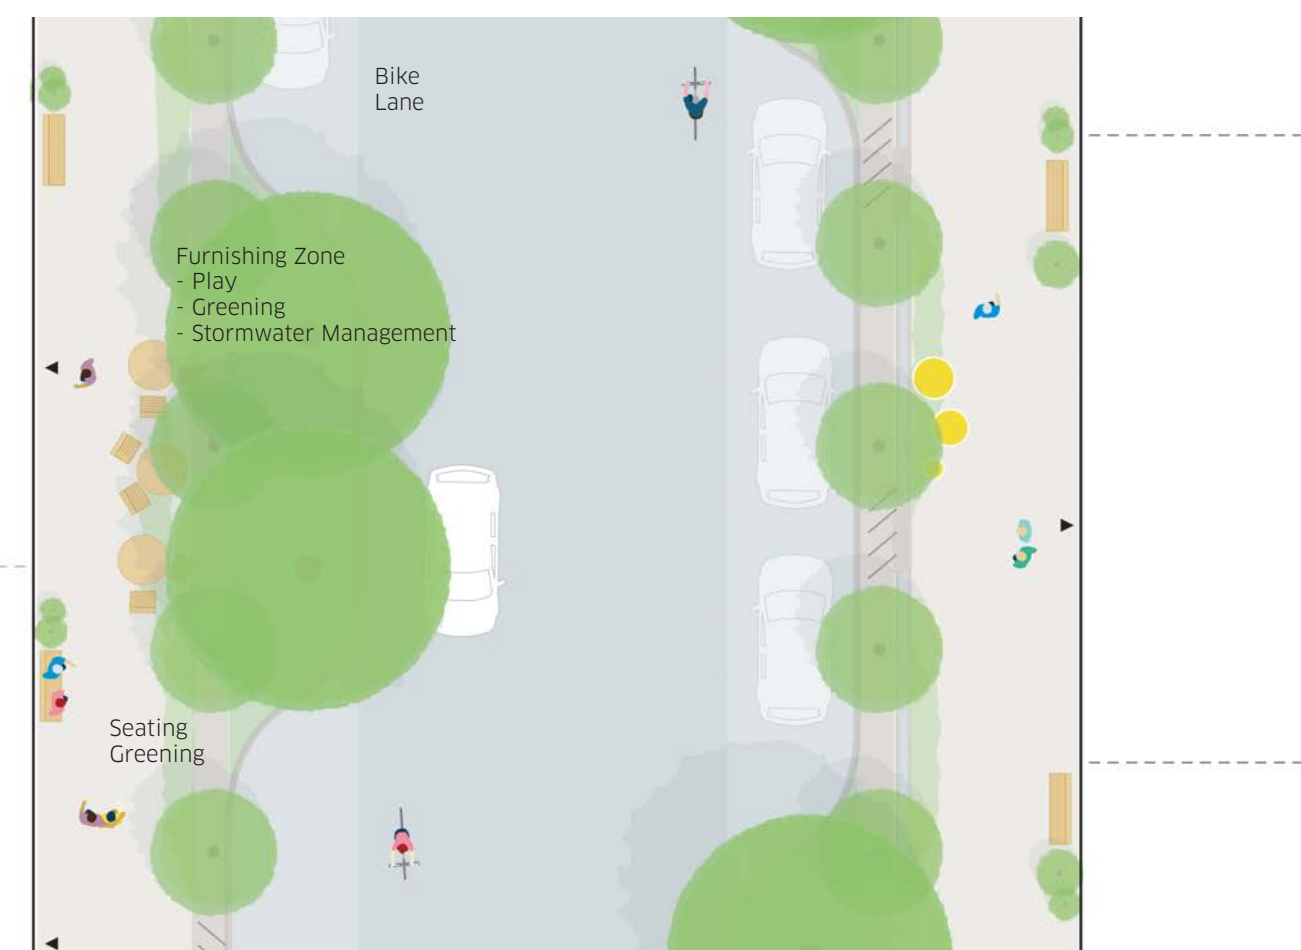 Bike
Lane
Furnishing Zone
- Play
- Greening
- Stormwater Management
Seating
Greening